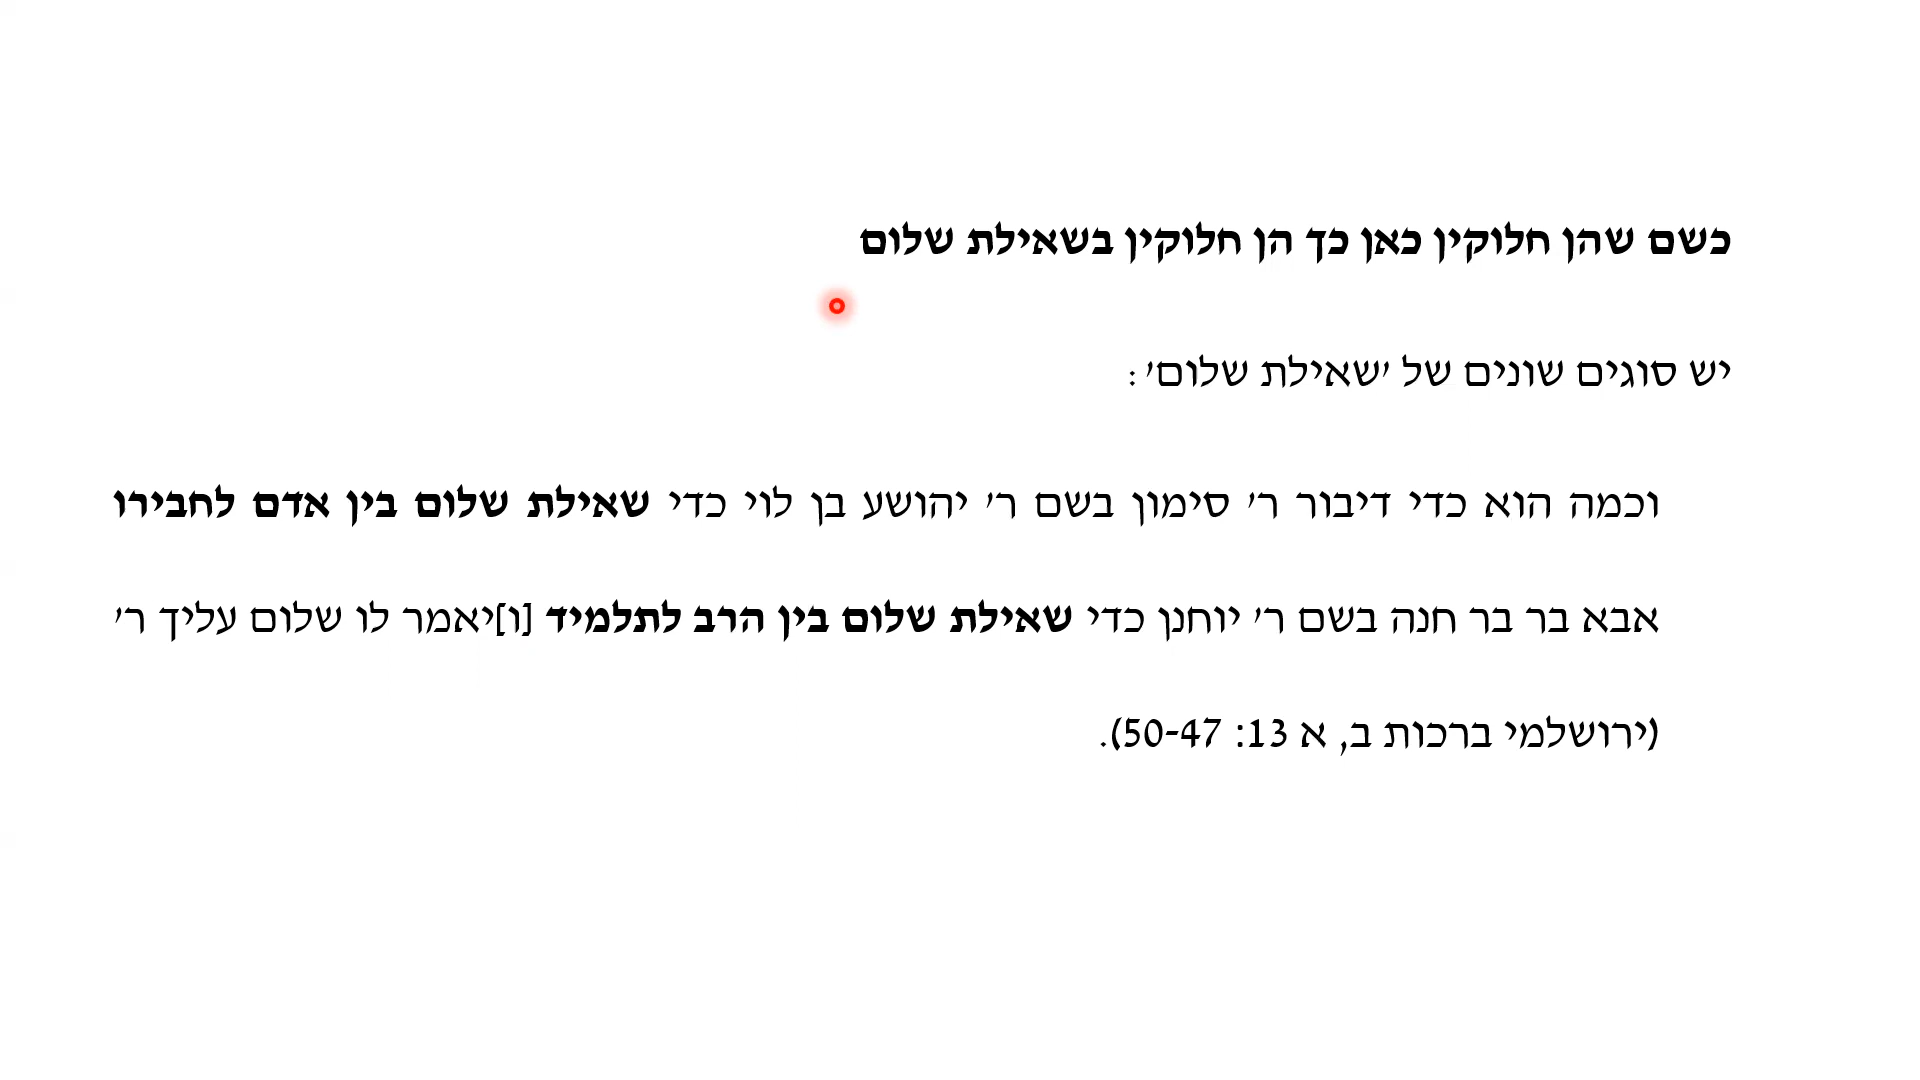 כשם שהן חלוקין כאן כך הן חלוקין בשאילת שלום
יש סוגים שונים של 'שאילת שלום':
וכמה הוא כדי דיבור ר' סימון בשם ר' יהושע בן לוי כדי שאילת שלום בין אדם לחבירו
אבא בר בר חנה בשם ר' יוחנן כדי שאילת שלום בין הרב לתלמיד [ו]יאמר לו שלום עליך ר'
(ירושלמי ברכות ב, א 13: 50-47).